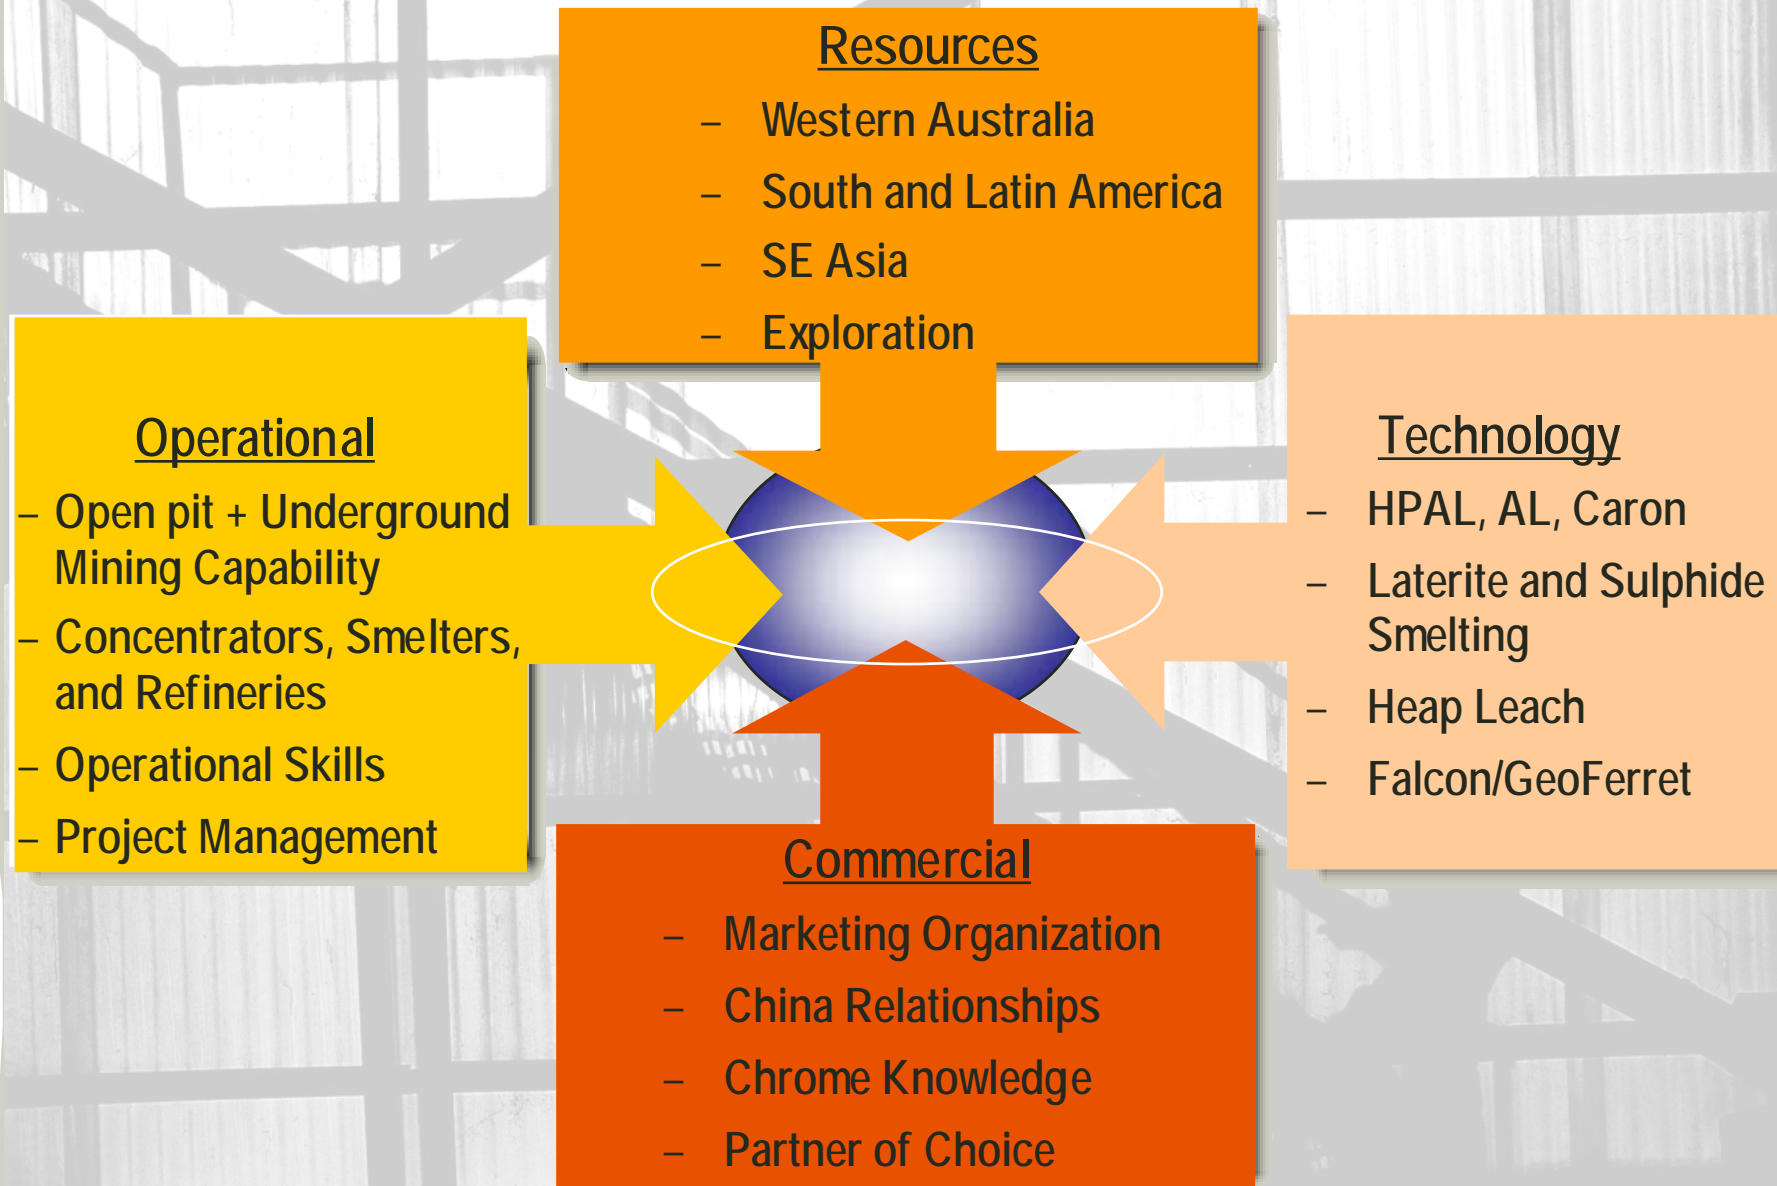 Resources
– Western Australia
– South and Latin America
– SE Asia
– Exploration
Operational
– Open pit + Underground
Mining Capability
– Concentrators, Smelters,
and Refineries
– Operational Skills
– Project Management
Technology
– HPAL, AL, Caron
– Laterite and Sulphide
Smelting
– Heap Leach
– Falcon/GeoFerret
Commercial
– Marketing Organization
– China Relationships
– Chrome Knowledge
– Partner of Choice